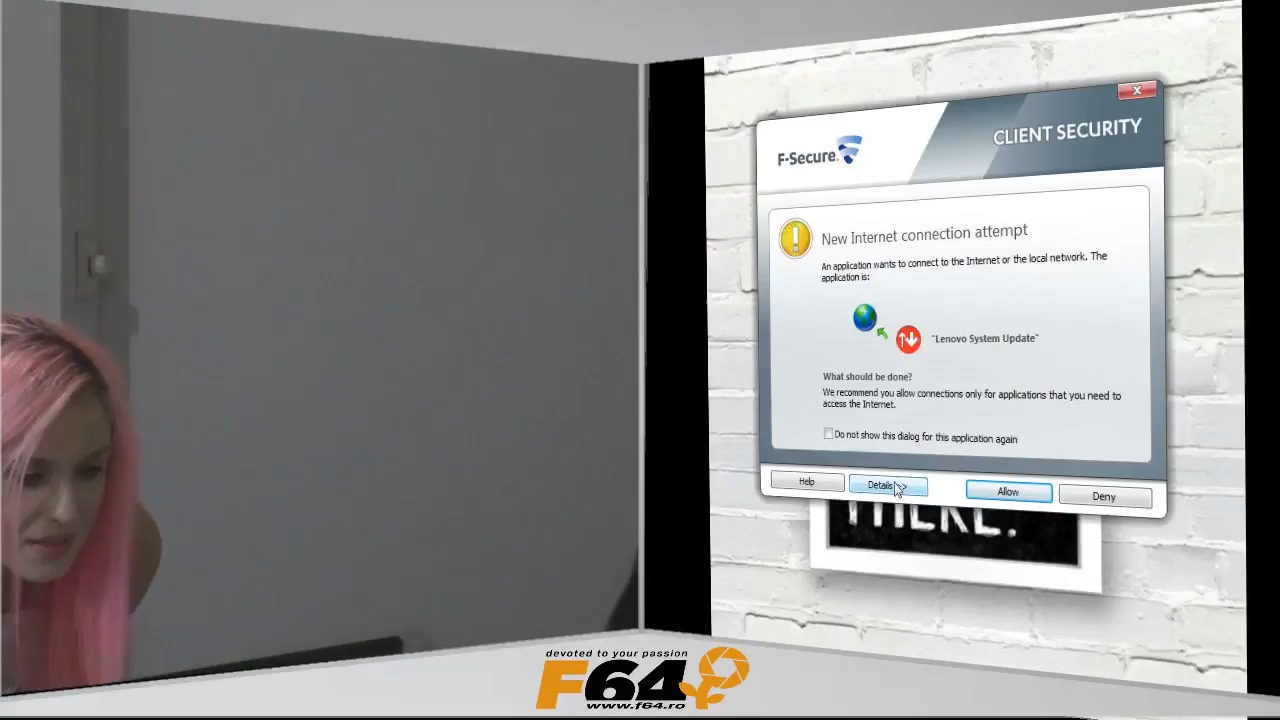 F-Secure.
CLIENT SECURITY
New Internet connection attempt
An application wants to connect to the Internet or the local network. The
application is:
"Lenovo System Update"
What should be done?
We recommend you allow connections only for applications that you need to
access the Internet.
Do not show this dialog for this application again
Help
Details >>
Allow
Deny
THERE.
devoted to your passion
F64
www.f64.ro